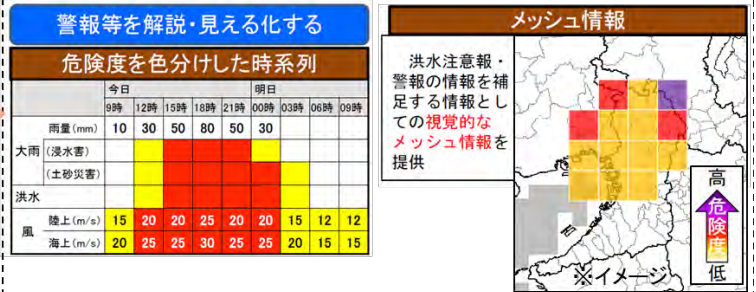 警報等を解説・見える化する
危険度を色分けした時系列
今日 明日
9時 12時 15時 18時 21時 00時 03時 06時 09時
雨量(mm) 10 30 50 80 50 30
大雨 (浸水害)
(土砂災害)
洪水
風 陸上(m/s) 15 20 20 25 20 20 15 12 12
海上(m/s) 20 25 25 30 25 25 20 15 15
メッシュ情報
洪水注意報・
警報の情報を補
足する情報とし
ての視覚的な
メッシュ情報を
提供
高
危険度
低
※イメージ